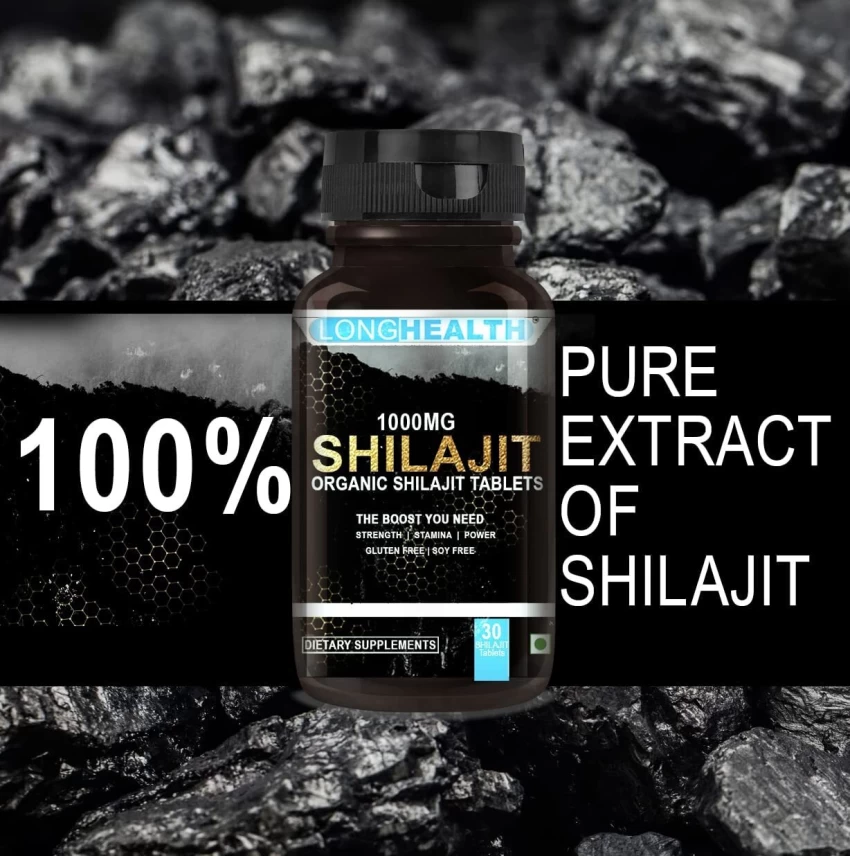 LONGHEALTH
1000MG
SHILAJIT
ORGANIC SHILAJIT TABLETS
THE BOOST YOU NEED
STRENGTH | STAMINA | POWER
GLUTEN FREE | SOY FREE
DIETARY SUPPLEMENTS
30
SHILAJIT
Tablets
100%
PURE
EXTRACT
OF
SHILAJIT